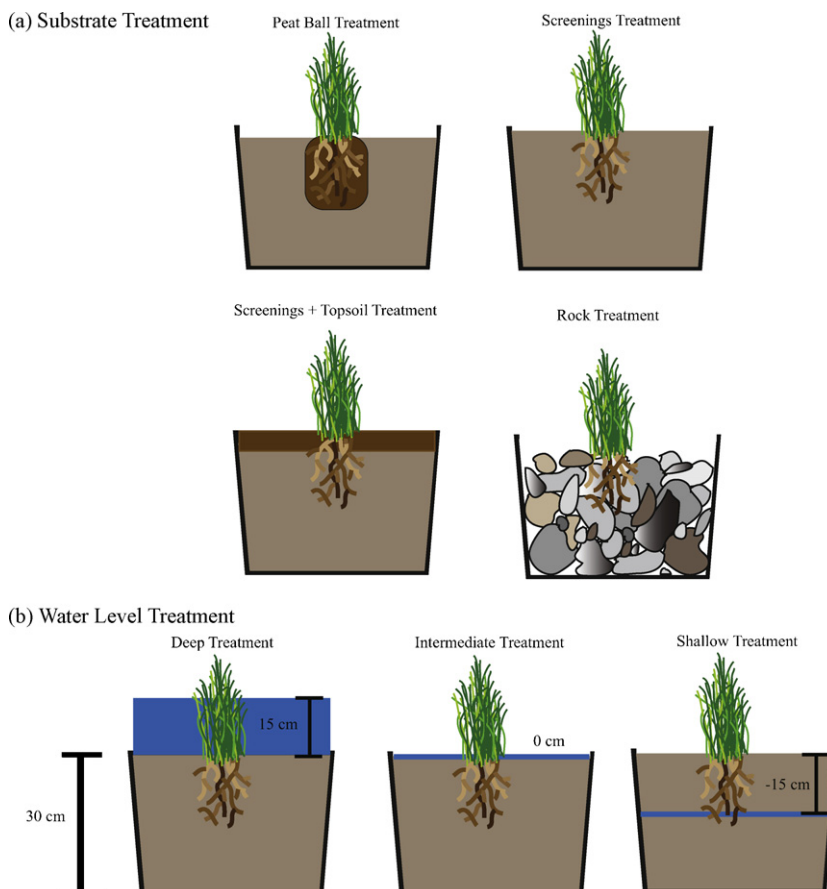 (a) Substrate Treatment
Peat Ball Treatment
Screenings Treatment
Screenings + Topsoil Treatment
Rock Treatment
(b) Water Level Treatment
Deep Treatment
Intermediate Treatment
Shallow Treatment
15 cm
0 cm
-15 cm
30 cm